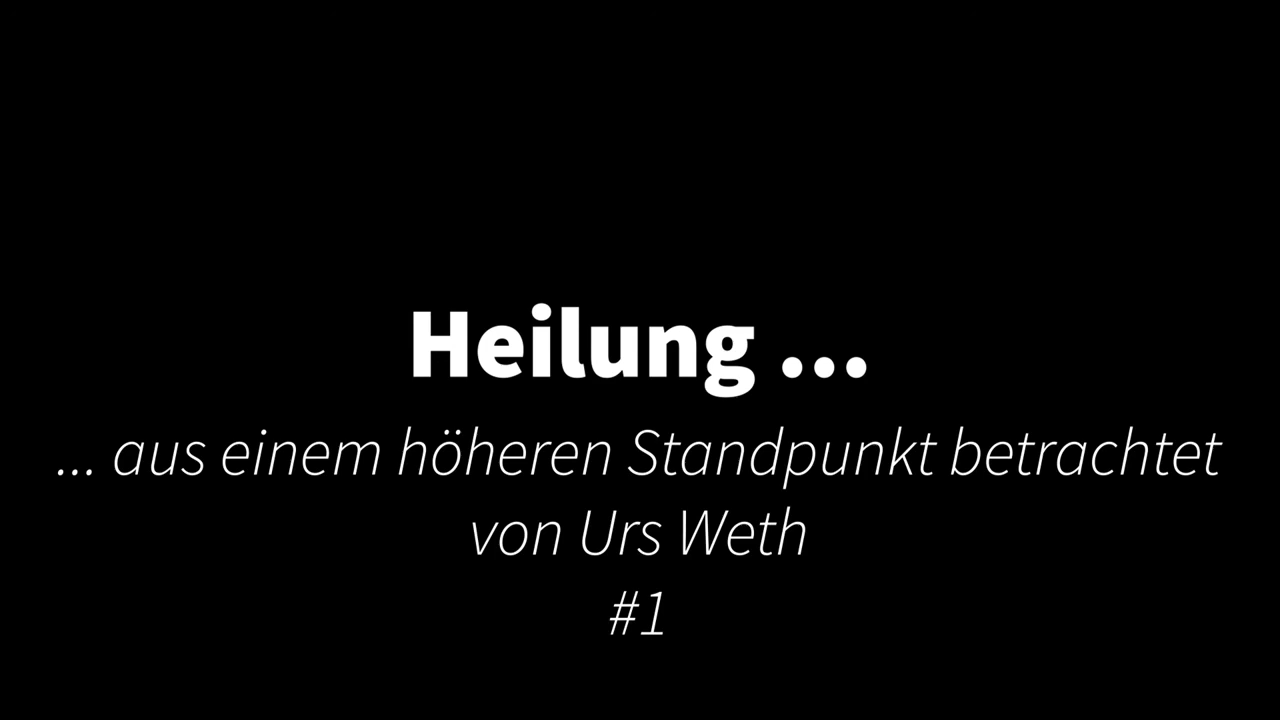 Heilung ...
... aus einem höheren Standpunkt betrachtet
von Urs Weth
#1